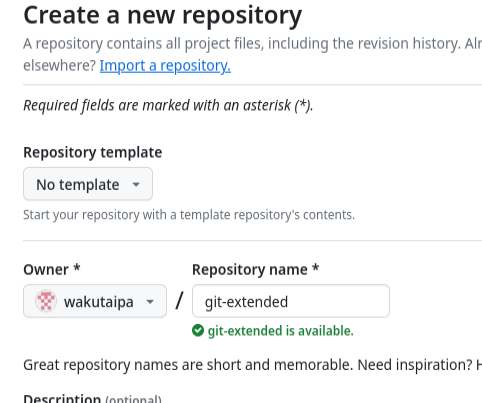 Create a new repository
A repository contains all project files, including the revision history.
elsewhere? Import a repository.
Required fields are marked with an asterisk (*).
Repository template
No template
Start your repository with a template repository's contents.
Owner * Repository name *
wakutaipa / git-extended
git-extended is available.
Great repository names are short and memorable. Need inspiration?
Description (optional)